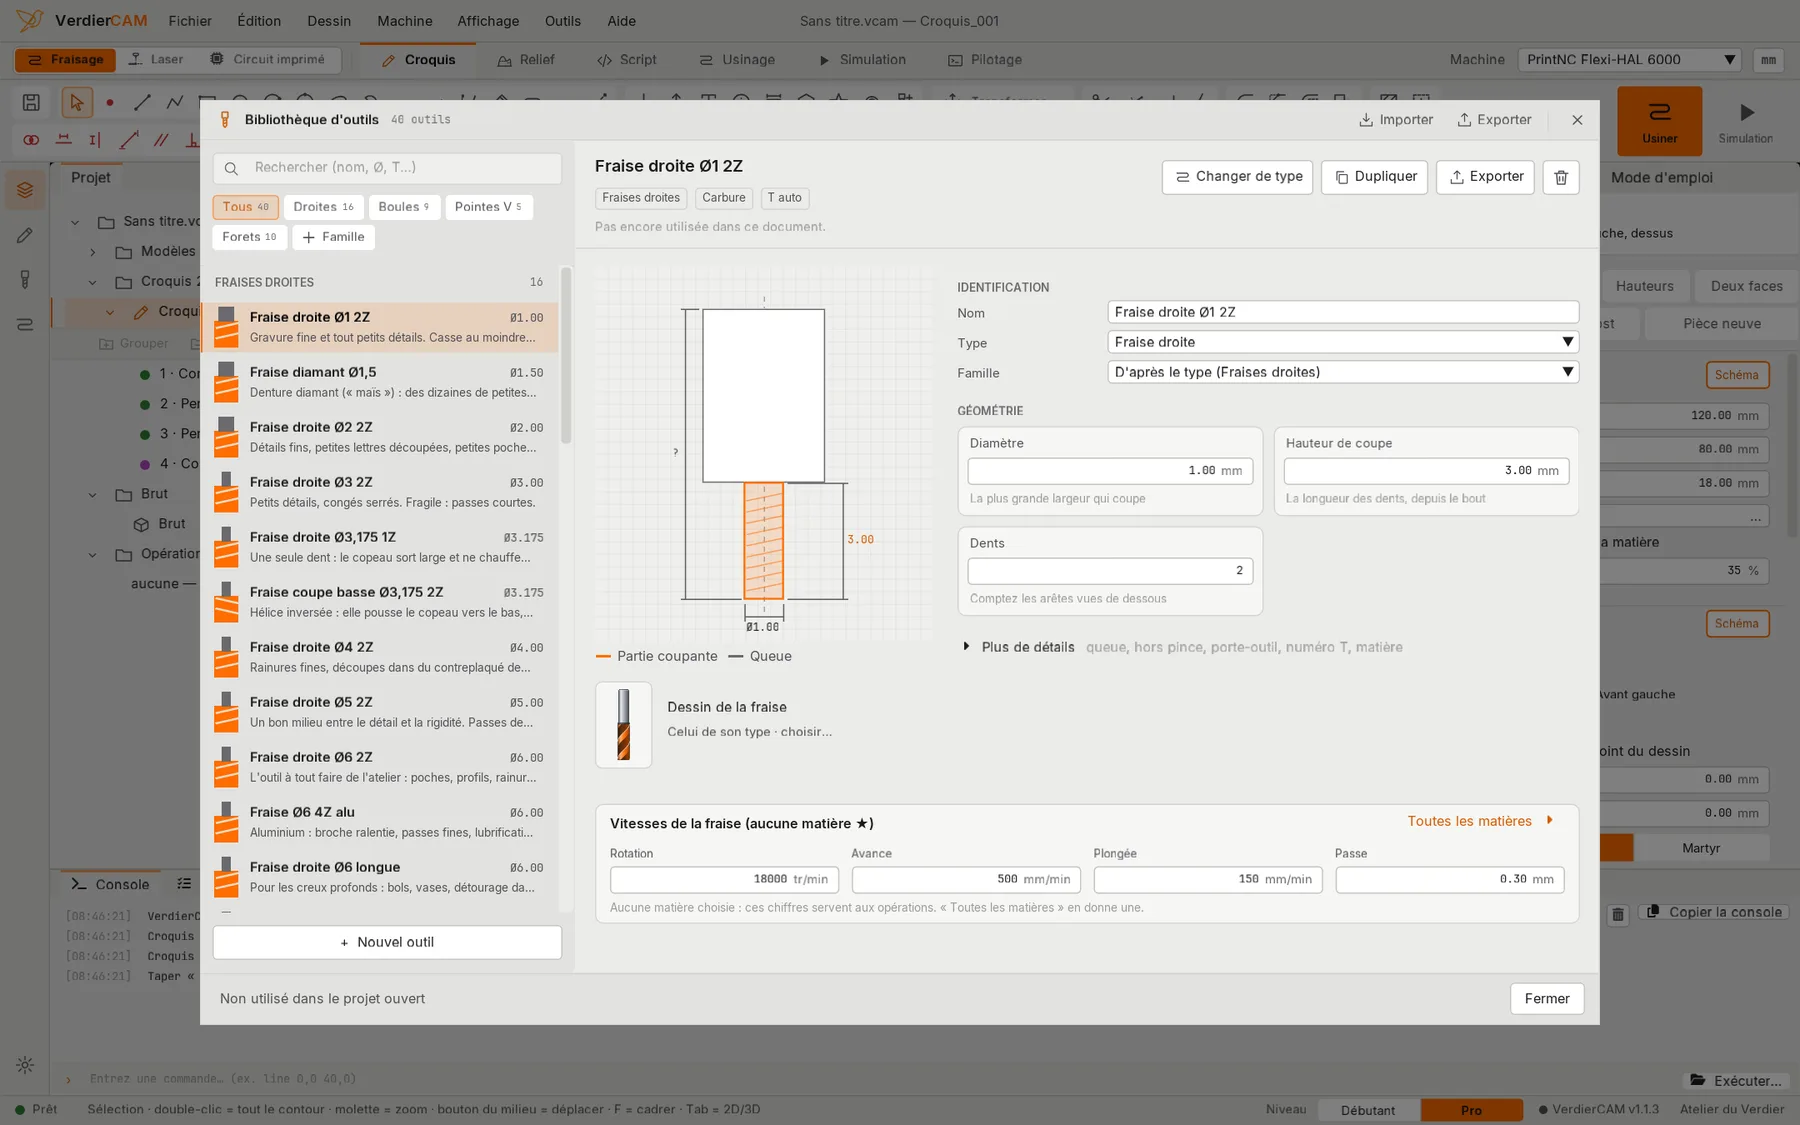 VerdierCAM Fichier Édition Dessin Machine Affichage Outils Aide Sans titre.vcam — Croquis_001
Fraisage Laser Circuit imprimé Croquis Relief Script Usinage Simulation Pilotage Machine PrintNC Flexi-HAL 6000 mm
Usiner Simulation
Bibliothèque d'outils 40 outils Importer Exporter
Projet
Mode d'emploi
Rechercher (nom, Ø, T...)
Tous 40 Droites 16 Boules 9 Pointes V 5
Forets 10 Famille
FRAISES DROITES 16
Fraise droite Ø1 2Z Ø1.00
Gravure fine et tout petits détails. Casse au moindre...
Fraise diamant Ø1,5 Ø1.50
Denture diamant (« maïs ») : des dizaines de petites...
Fraise droite Ø2 2Z Ø2.00
Détails fins, petites lettres découpées, petites poche...
Fraise droite Ø3 2Z Ø3.00
Petits détails, congés serrés. Fragile : passes courtes.
Fraise droite Ø3,175 1Z Ø3.175
Une seule dent : le copeau sort large et ne chauffe...
Fraise coupe basse Ø3,175 2Z Ø3.175
Hélice inversée : elle pousse le copeau vers le bas,...
Fraise droite Ø4 2Z Ø4.00
Rainures fines, découpes dans du contreplaqué de...
Fraise droite Ø5 2Z Ø5.00
Un bon milieu entre le détail et la rigidité. Passes de...
Fraise droite Ø6 2Z Ø6.00
L'outil à tout faire de l'atelier : poches, profils, rainur...
Fraise Ø6 4Z alu Ø6.00
Aluminium : broche ralentie, passes fines, lubrificati...
Fraise droite Ø6 longue Ø6.00
Pour les creux profonds : bols, vases, détourage da...
+ Nouvel outil
Fraise droite Ø1 2Z
Changer de type Dupliquer Exporter
Fraises droites Carbure T auto
Pas encore utilisée dans ce document.
?
3.00
Ø1.00
Partie coupante Queue
Dessin de la fraise
Celui de son type · choisir...
IDENTIFICATION
Nom Fraise droite Ø1 2Z
Type Fraise droite
Famille D'après le type (Fraises droites)
GÉOMÉTRIE
Diamètre Hauteur de coupe
1.00 mm 3.00 mm
La plus grande largeur qui coupe La longueur des dents, depuis le bout
Dents
2
Comptez les arêtes vues de dessous
Plus de détails queue, hors pince, porte-outil, numéro T, matière
Vitesses de la fraise (aucune matière ★) Toutes les matières
Rotation Avance Plongée Passe
18000 tr/min 500 mm/min 150 mm/min 0.30 mm
Aucune matière choisie : ces chiffres servent aux opérations. « Toutes les matières » en donne une.
Non utilisé dans le projet ouvert Fermer
Sans titre.vc
Modèles
Croquis
Croqu
Grouper
1 · Co
2 · Per
3 · Per
4 · Co
Brut
Brut
Opération
aucune —
che, dessus
Hauteurs Deux faces
ost Pièce neuve
Schéma
120.00 mm
80.00 mm
18.00 mm
...
a matière
35 %
Schéma
Avant gauche
oint du dessin
0.00 mm
0.00 mm
Martyr
Console
Copier la console
[08:46:21] VerdierC
[08:46:21] Croquis
[08:46:21] Croquis
[08:46:21] Taper «
› Entrez une commande… (ex. line 0,0 40,0) Exécuter...
Prêt Sélection · double-clic = tout le contour · molette = zoom · bouton du milieu = déplacer · F = cadrer · Tab = 2D/3D Niveau Débutant Pro VerdierCAM v1.1.3 Atelier du Verdier